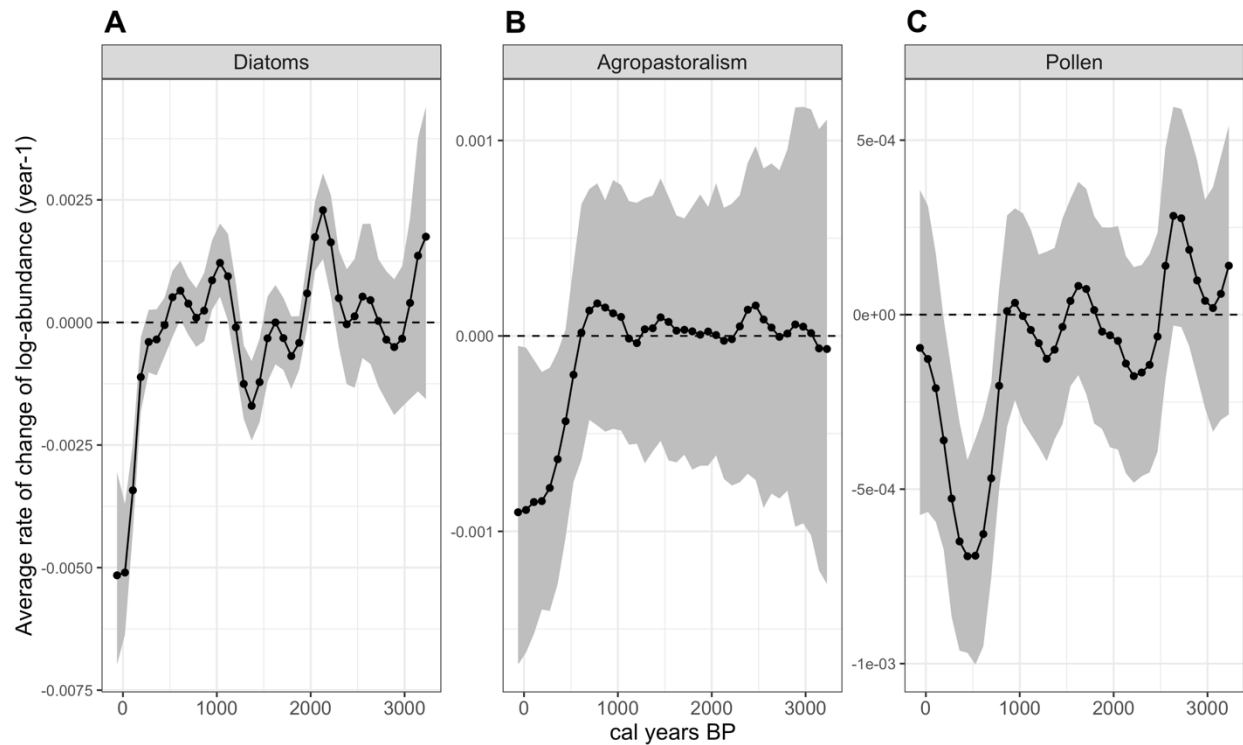 A
B
C
Diatoms
Agropastoralism
Pollen
Average rate of change of log-abundance (year-1)
0.0025
0.0000
-0.0025
-0.0050
-0.0075
0.001
0.000
-0.001
5e-04
0e+00
-5e-04
-1e-03
0 1000 2000 3000
0 1000 2000 3000
0 1000 2000 3000
cal years BP